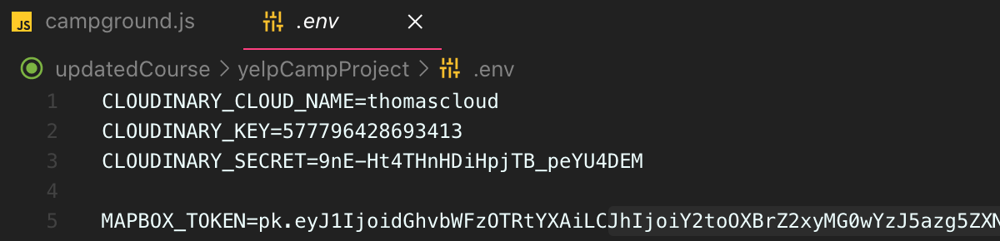 JS campground.js .env
updatedCourse > yelpCampProject > .env
1 CLOUDINARY_CLOUD_NAME=thomascloud
2 CLOUDINARY_KEY=577796428693413
3 CLOUDINARY_SECRET=9nE-Ht4THnHDiHpjTB_peYU4DEM
4
5 MAPBOX_TOKEN=pk.eyJ1IjoidGhvbWFzOTRtYXAiLCJhIjoiY2toOXBrZ2xyMG0wYzJ5azg5ZXN